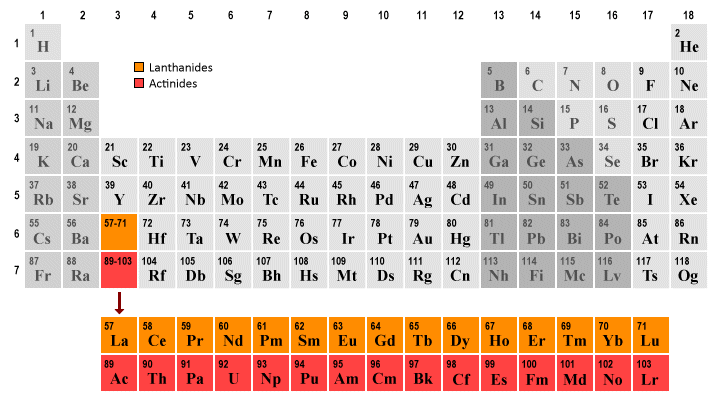 1 2 3 4 5 6 7 8 9 10 11 12 13 14 15 16 17 18
1 1 H 2 He
Lanthanides
Actinides
2 3 Li 4 Be 5 B 6 C 7 N 8 O 9 F 10 Ne
3 11 Na 12 Mg 13 Al 14 Si 15 P 16 S 17 Cl 18 Ar
4 19 K 20 Ca 21 Sc 22 Ti 23 V 24 Cr 25 Mn 26 Fe 27 Co 28 Ni 29 Cu 30 Zn 31 Ga 32 Ge 33 As 34 Se 35 Br 36 Kr
5 37 Rb 38 Sr 39 Y 40 Zr 41 Nb 42 Mo 43 Tc 44 Ru 45 Rh 46 Pd 47 Ag 48 Cd 49 In 50 Sn 51 Sb 52 Te 53 I 54 Xe
6 55 Cs 56 Ba 57-71 72 Hf 73 Ta 74 W 75 Re 76 Os 77 Ir 78 Pt 79 Au 80 Hg 81 Tl 82 Pb 83 Bi 84 Po 85 At 86 Rn
7 87 Fr 88 Ra 89-103 104 Rf 105 Db 106 Sg 107 Bh 108 Hs 109 Mt 110 Ds 111 Rg 112 Cn 113 Nh 114 Fi 115 Mc 116 Lv 117 Ts 118 Og
57 La 58 Ce 59 Pr 60 Nd 61 Pm 62 Sm 63 Eu 64 Gd 65 Tb 66 Dy 67 Ho 68 Er 69 Tm 70 Yb 71 Lu
89 Ac 90 Th 91 Pa 92 U 93 Np 94 Pu 95 Am 96 Cm 97 Bk 98 Cf 99 Es 100 Fm 101 Md 102 No 103 Lr